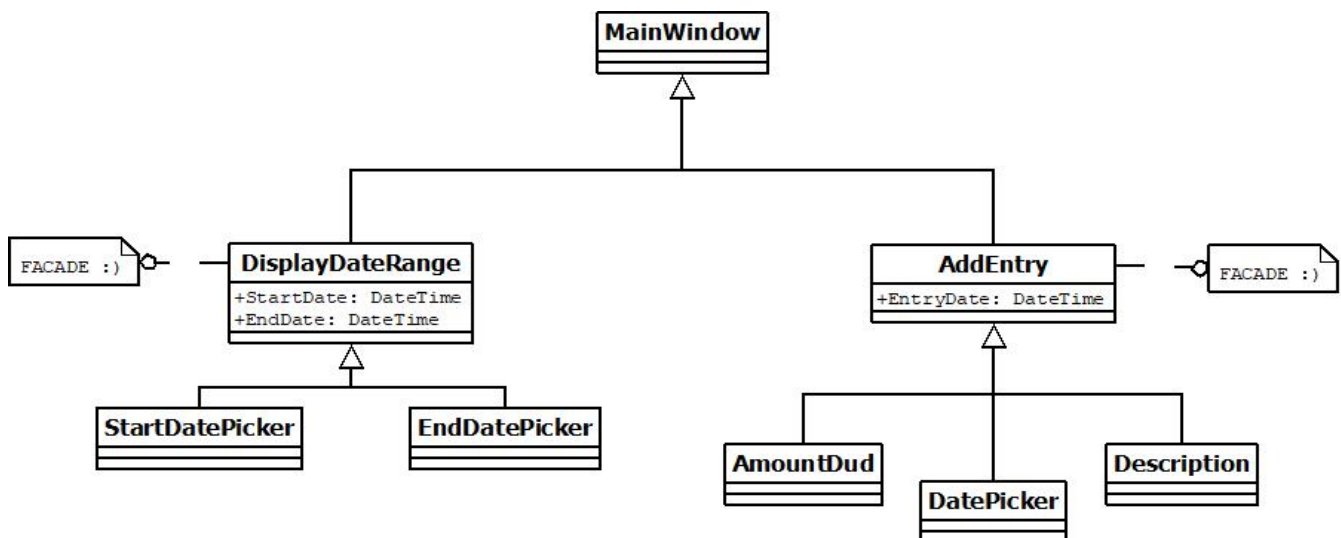 MainWindow
FACADE :)
DisplayDateRange
+StartDate: DateTime
+EndDate: DateTime
AddEntry
+EntryDate: DateTime
FACADE :)
StartDatePicker
EndDatePicker
AmountDud
DatePicker
Description